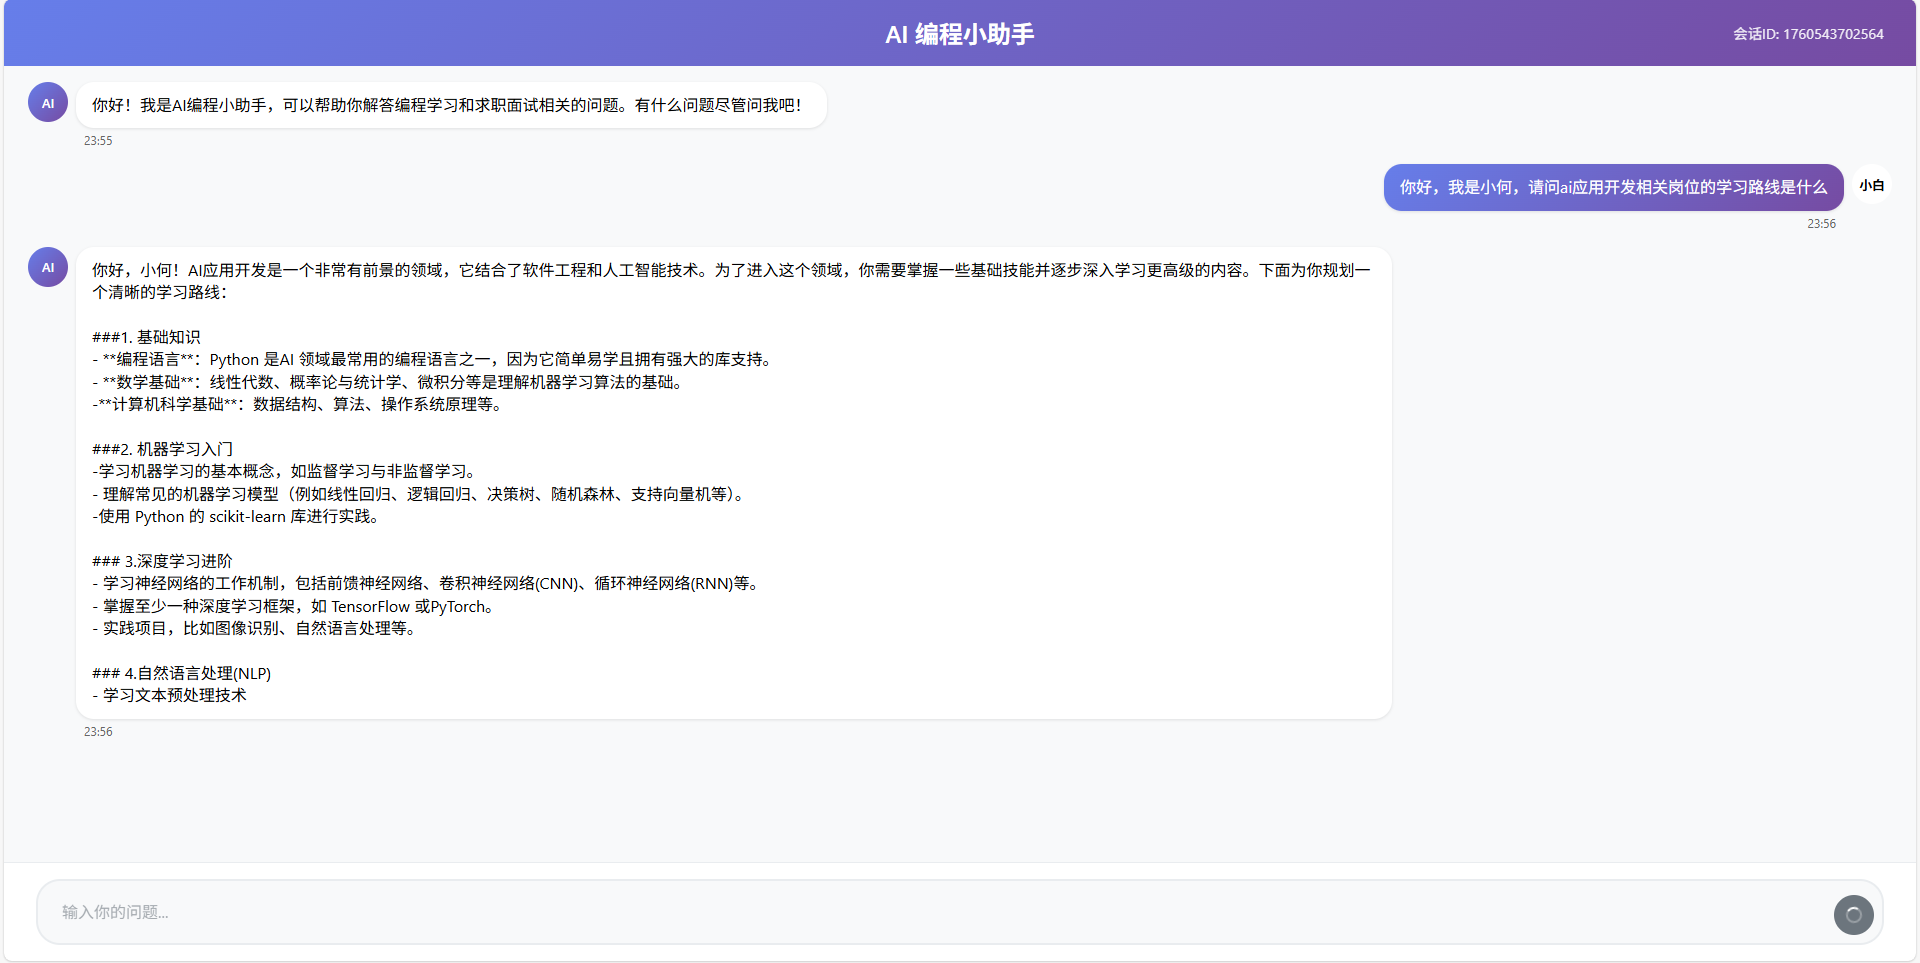 AI 编程小助手
会话ID: 1760543702564
AI
你好！我是AI编程小助手，可以帮助你解答编程学习和求职面试相关的问题。有什么问题尽管问我吧！
23:55
你好，我是小何，请问ai应用开发相关岗位的学习路线是什么
小白
23:56
AI
你好，小何！AI应用开发是一个非常有前景的领域，它结合了软件工程和人工智能技术。为了进入这个领域，你需要掌握一些基础技能并逐步深入学习更高级的内容。下面为你规划一
个清晰的学习路线：
###1. 基础知识
- **编程语言**：Python 是AI 领域最常用的编程语言之一，因为它简单易学且拥有强大的库支持。
- **数学基础**：线性代数、概率论与统计学、微积分等是理解机器学习算法的基础。
-**计算机科学基础**：数据结构、算法、操作系统原理等。
###2. 机器学习入门
-学习机器学习的基本概念，如监督学习与非监督学习。
- 理解常见的机器学习模型（例如线性回归、逻辑回归、决策树、随机森林、支持向量机等）。
-使用 Python 的 scikit-learn 库进行实践。
### 3.深度学习进阶
- 学习神经网络的工作机制，包括前馈神经网络、卷积神经网络(CNN)、循环神经网络(RNN)等。
- 掌握至少一种深度学习框架，如 TensorFlow 或PyTorch。
- 实践项目，比如图像识别、自然语言处理等。
### 4.自然语言处理(NLP)
- 学习文本预处理技术
23:56
输入你的问题...